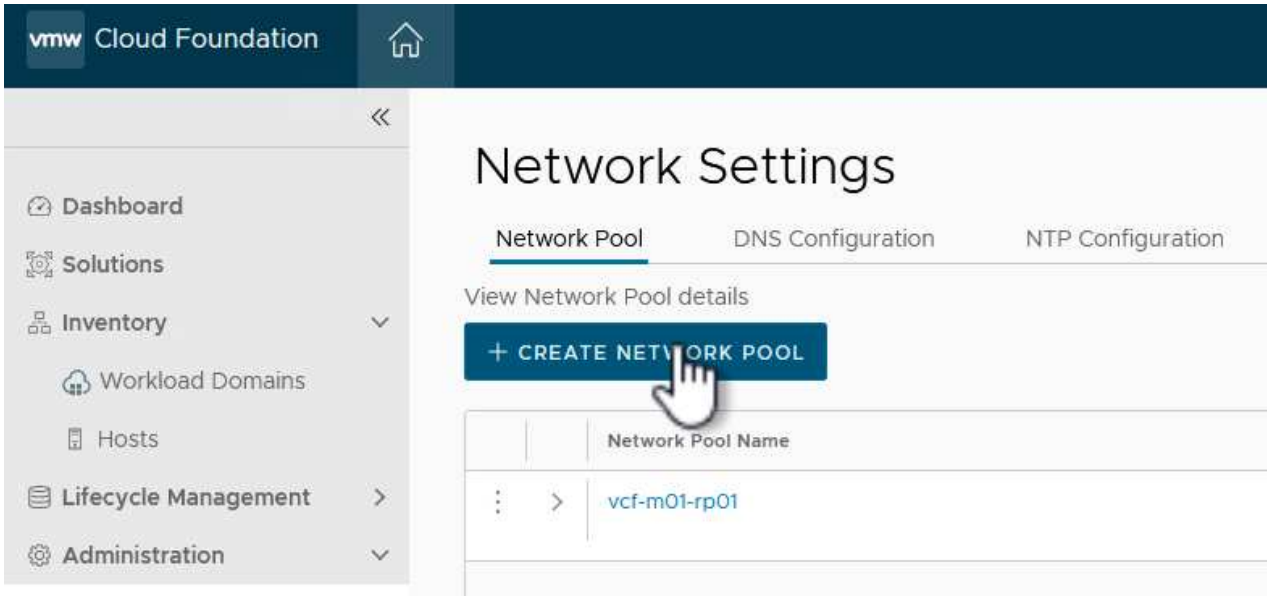 vmw Cloud Foundation
Network Settings
Dashboard
Solutions
Inventory
Workload Domains
Hosts
Lifecycle Management
Administration
Network Pool DNS Configuration NTP Configuration
View Network Pool details
+ CREATE NETWORK POOL
Network Pool Name
vcf-m01-rp01